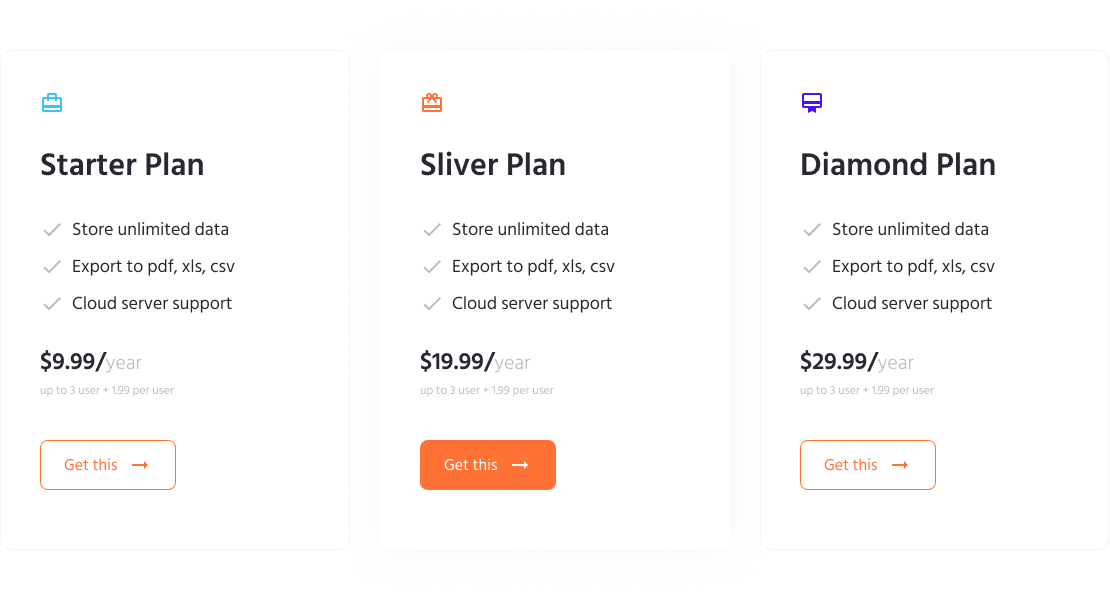 Starter Plan
Store unlimited data
Export to pdf, xls, csv
Cloud server support
$9.99/year
up to 3 user + 1.99 per user
Get this
Sliver Plan
Store unlimited data
Export to pdf, xls, csv
Cloud server support
$19.99/year
up to 3 user + 1.99 per user
Get this
Diamond Plan
Store unlimited data
Export to pdf, xls, csv
Cloud server support
$29.99/year
up to 3 user + 1.99 per user
Get this